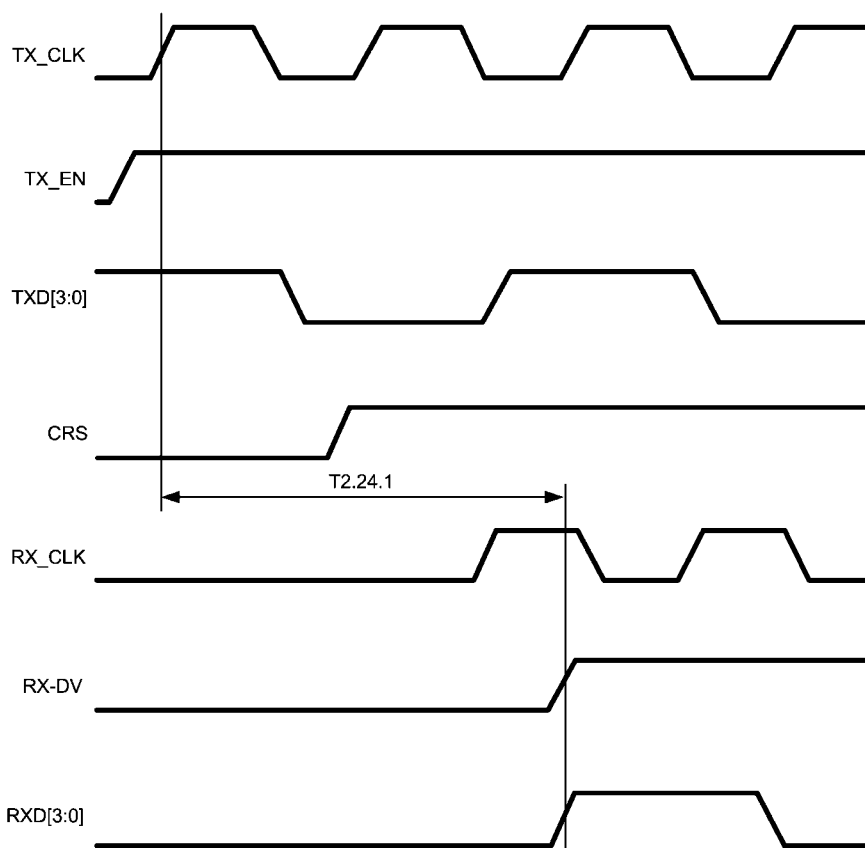 TX_CLK
TX_EN
TXD[3:0]
CRS
T2.24.1
RX_CLK
RX-DV
RXD[3:0]